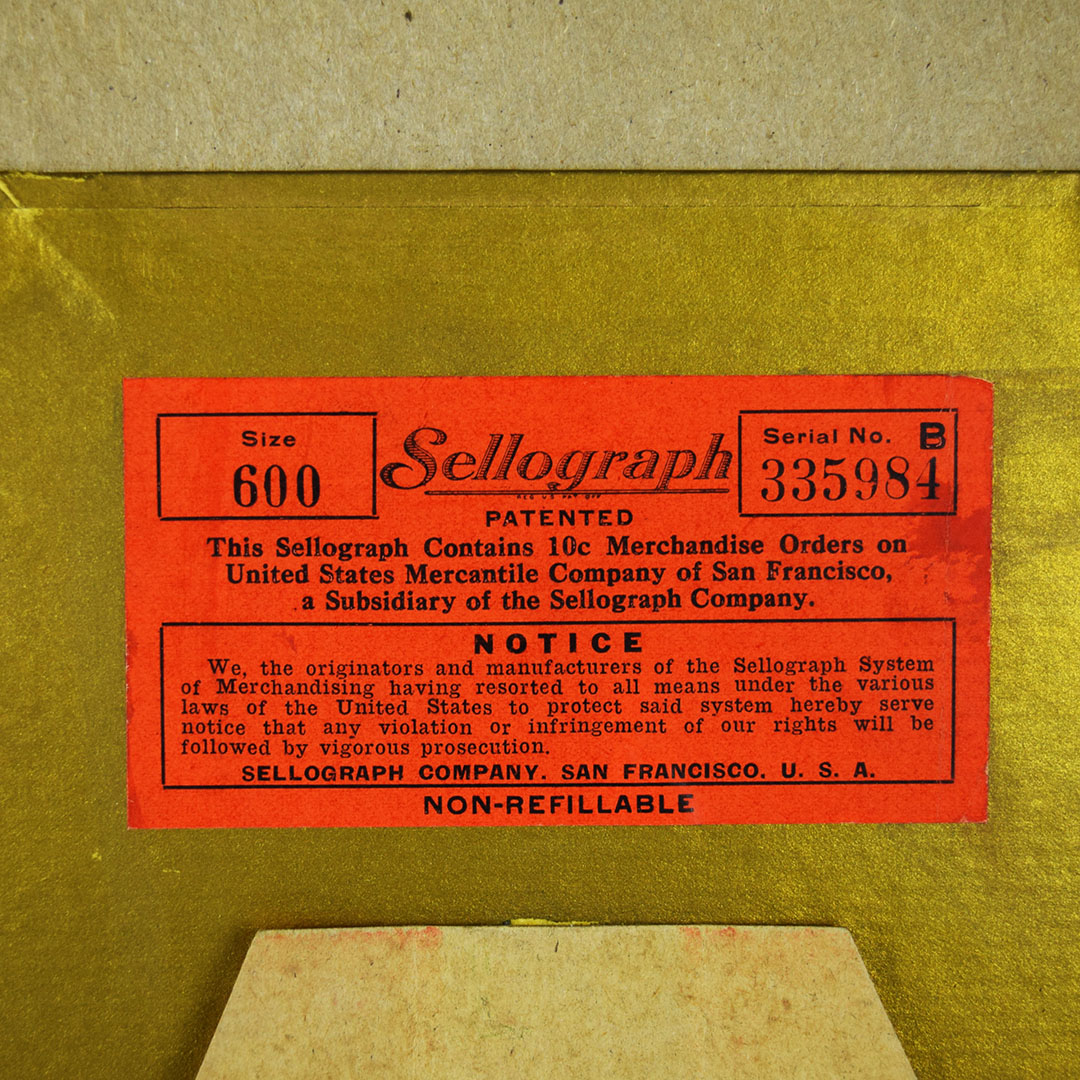 Size
600
Sellograph
REG. U.S. PAT. OFF.
PATENTED
Serial No. B
335984
This Sellograph Contains 10c Merchandise Orders on
United States Mercantile Company of San Francisco,
a Subsidiary of the Sellograph Company.
NOTICE
We, the originators and manufacturers of the Sellograph System
of Merchandising having resorted to all means under the various
laws of the United States to protect said system hereby serve
notice that any violation or infringement of our rights will be
followed by vigorous prosecution.
SELLOGRAPH COMPANY. SAN FRANCISCO. U. S. A.
NON-REFILLABLE